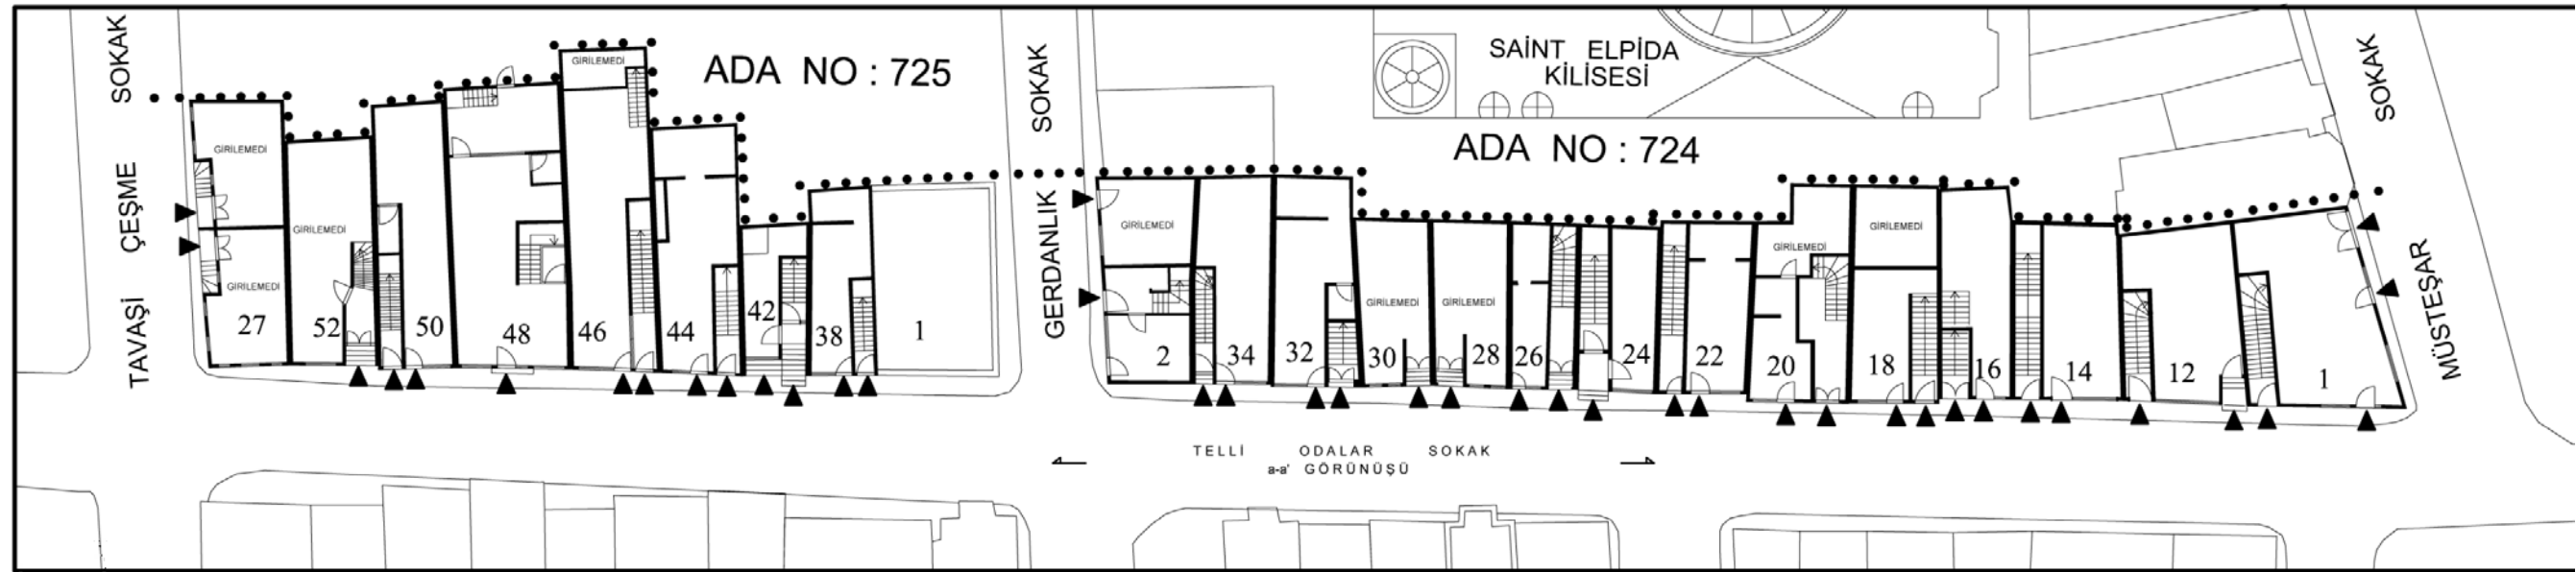 TAVAŞİ ÇEŞME SOKAK
ADA NO : 725
GİRİLEMEDİ
GİRİLEMEDİ
GİRİLEMEDİ
GİRİLEMEDİ
27
52
50
48
46
44
42
38
1
GERDANLIK SOKAK
SAİNT ELPİDA
KİLİSESİ
ADA NO : 724
GİRİLEMEDİ
GİRİLEMEDİ
GİRİLEMEDİ
GİRİLEMEDİ
GİRİLEMEDİ
2
34
32
30
28
26
24
22
20
18
16
14
12
1
MÜSTEŞAR SOKAK
TELLİ ODALAR SOKAK
a-a' GÖRÜNÜŞÜ